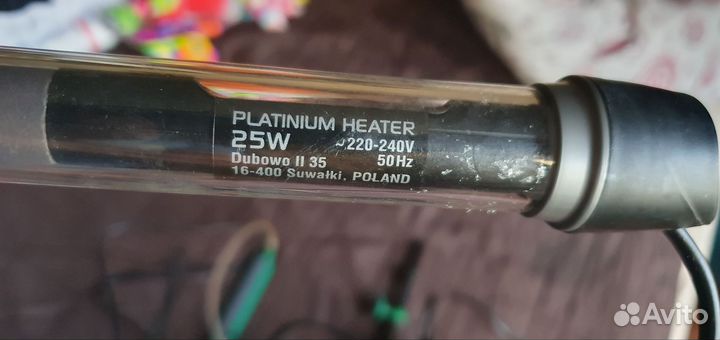 PLATINIUM HEATER
25W ~220-240V
Dubowo II 35 50Hz
16-400 Suwałki, POLAND
Avito